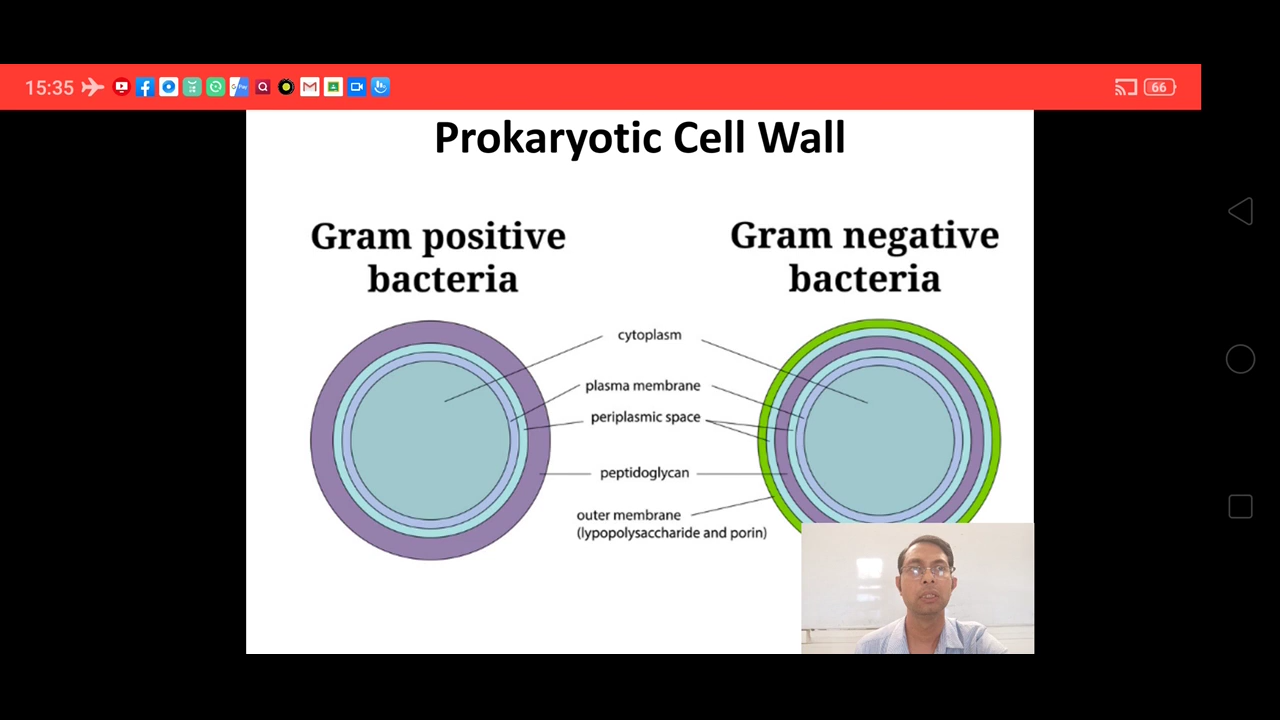 15:35
66
Prokaryotic Cell Wall
Gram positive
bacteria
Gram negative
bacteria
cytoplasm
plasma membrane
periplasmic space
peptidoglycan
outer membrane
(lypopolysaccharide and porin)